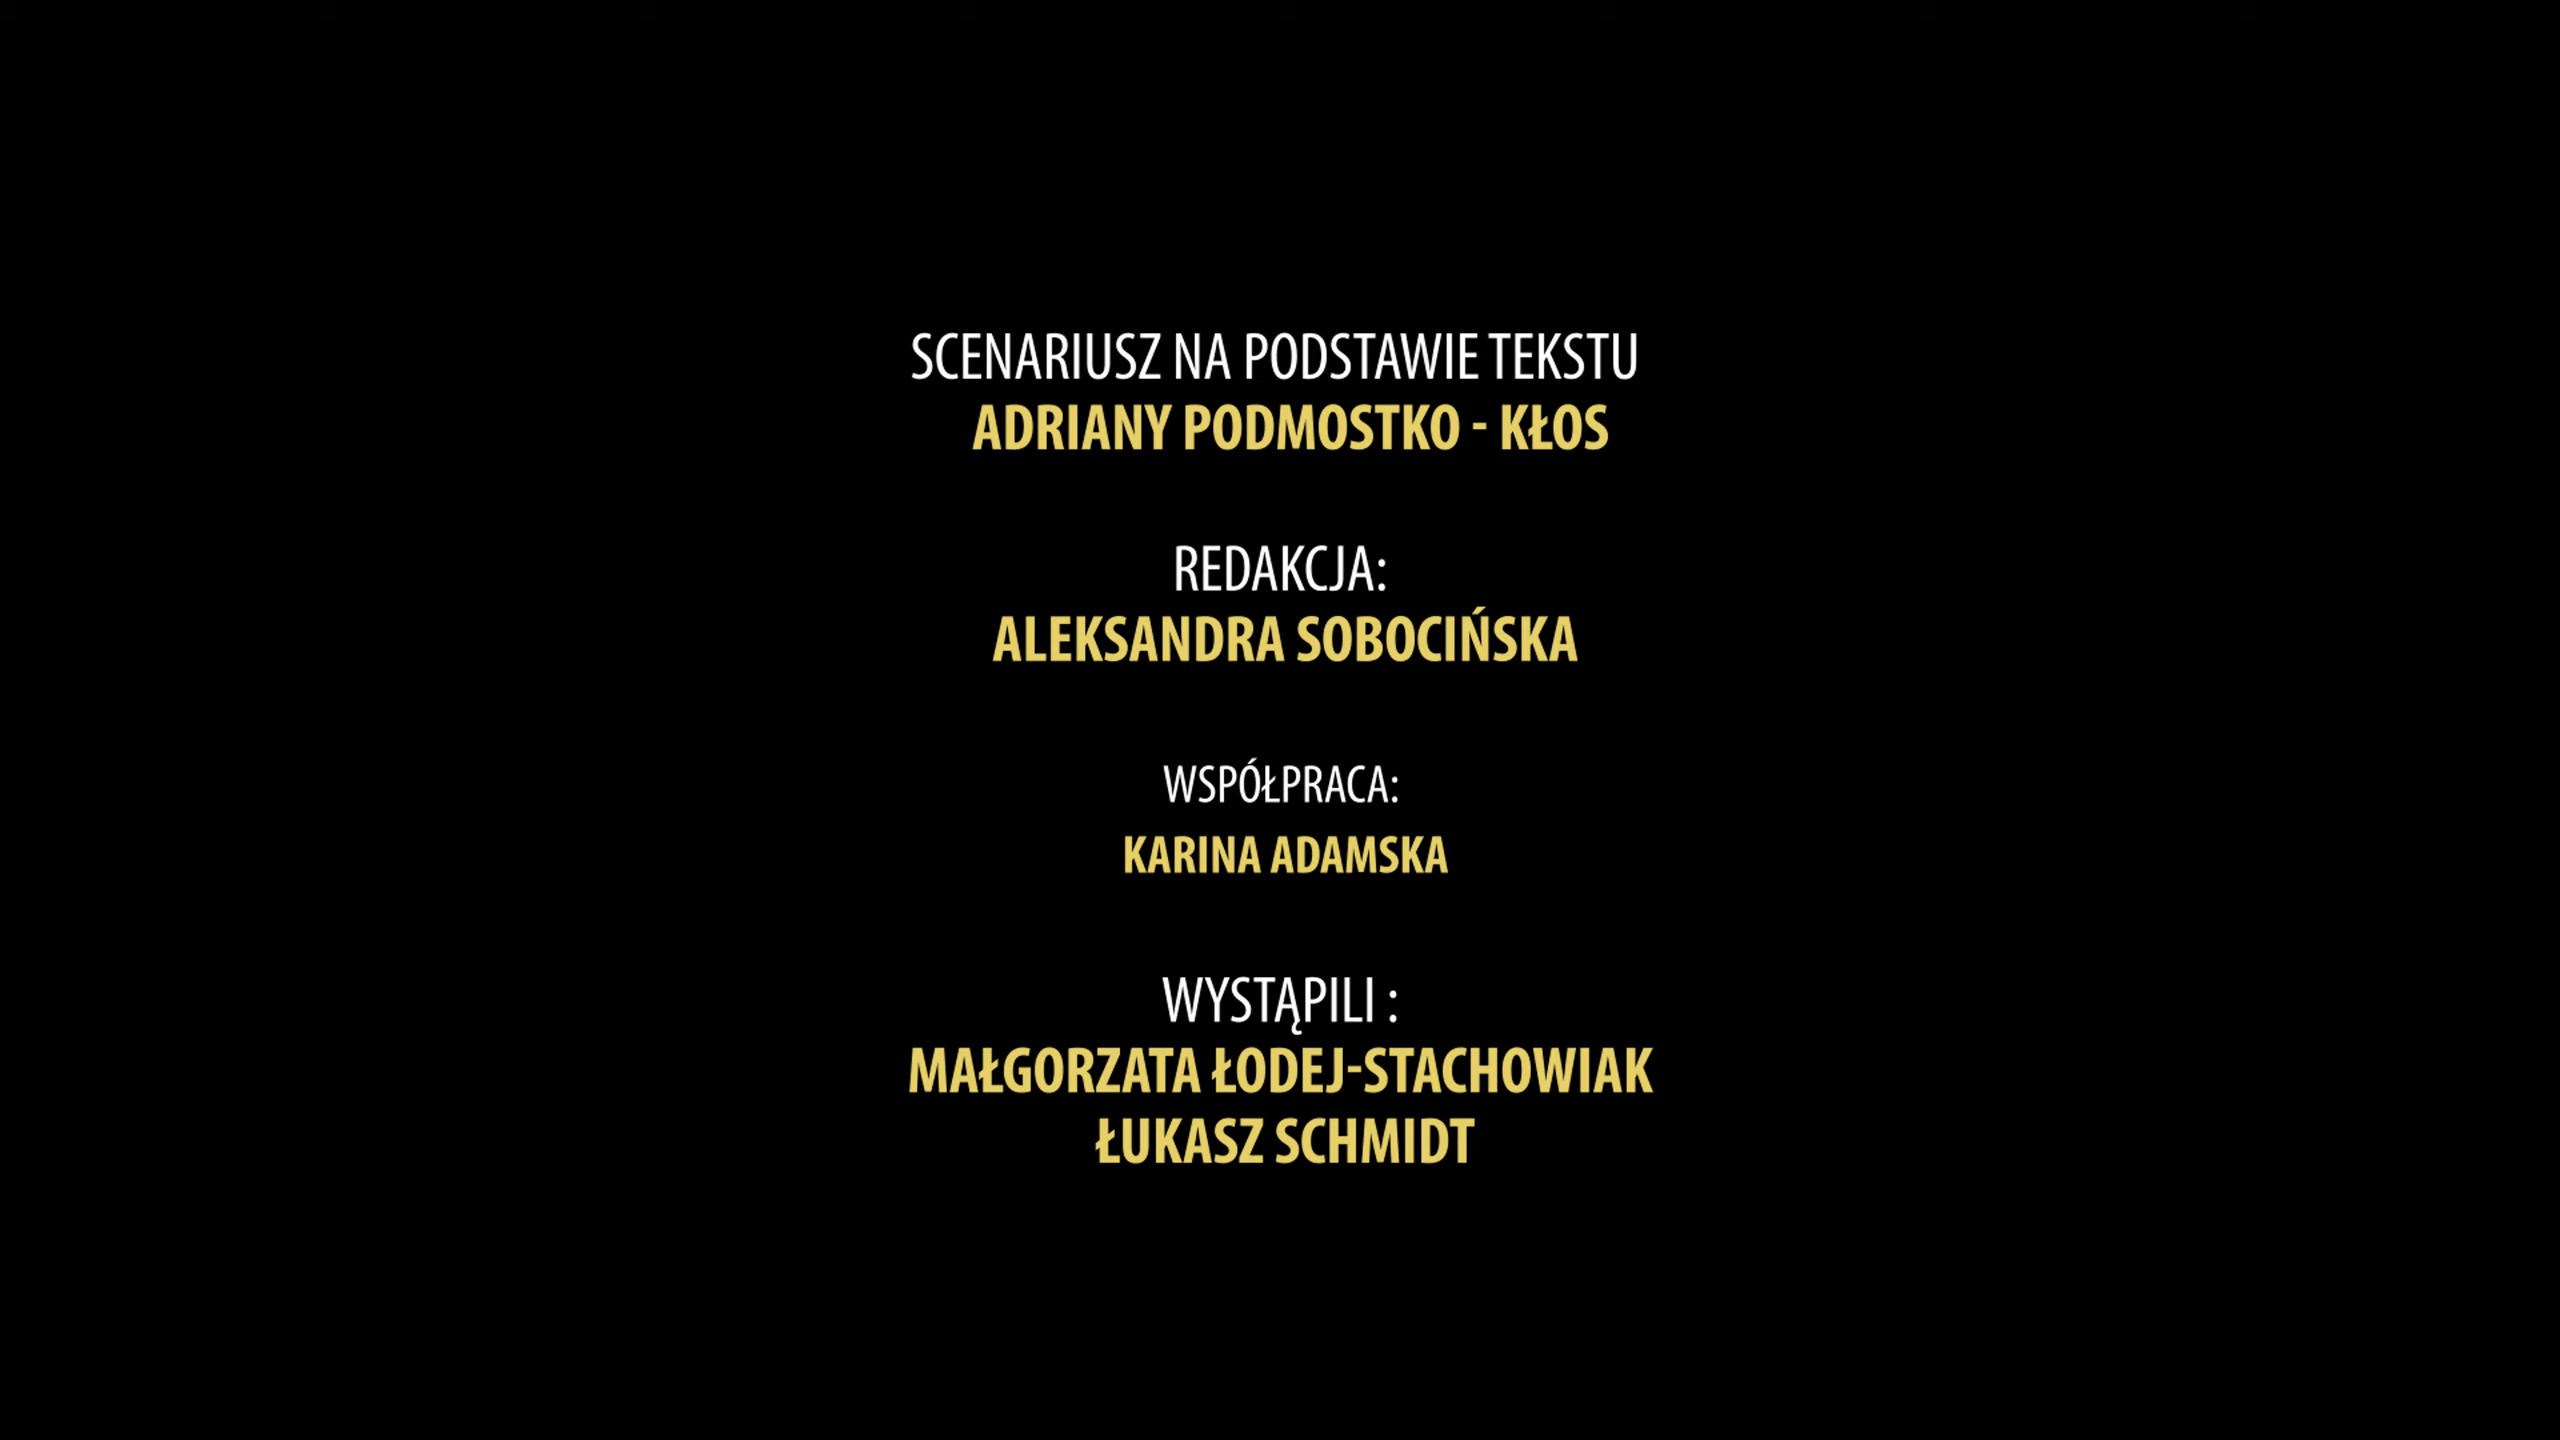 SCENARIUSZ NA PODSTAWIE TEKSTU
ADRIANY PODMOSTKO - KŁOS
REDAKCJA:
ALEKSANDRA SOBOCIŃSKA
WSPÓŁPRACA:
KARINA ADAMSKA
WYSTĄPILI :
MAŁGORZATA ŁODEJ-STACHOWIAK
ŁUKASZ SCHMIDT